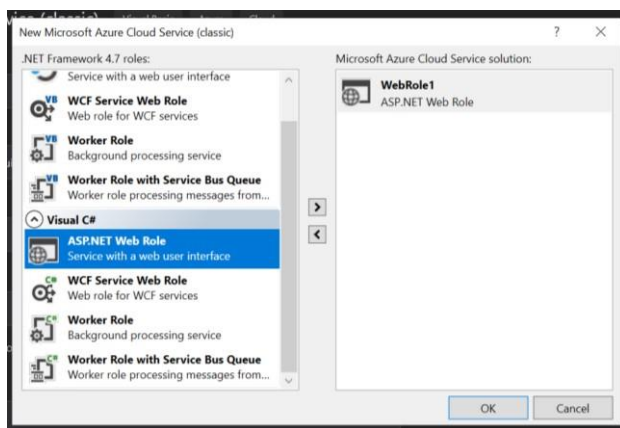 New Microsoft Azure Cloud Service (classic)
?
.NET Framework 4.7 roles:
Service with a web user interface
VB
WCF Service Web Role
Web role for WCF services
VB
Worker Role
Background processing service
VB
Worker Role with Service Bus Queue
Worker role processing messages from...
Visual C#
ASP.NET Web Role
Service with a web user interface
C#
WCF Service Web Role
Web role for WCF services
C#
Worker Role
Background processing service
C#
Worker Role with Service Bus Queue
Worker role processing messages from...
Microsoft Azure Cloud Service solution:
WebRole1
ASP.NET Web Role
OK
Cancel